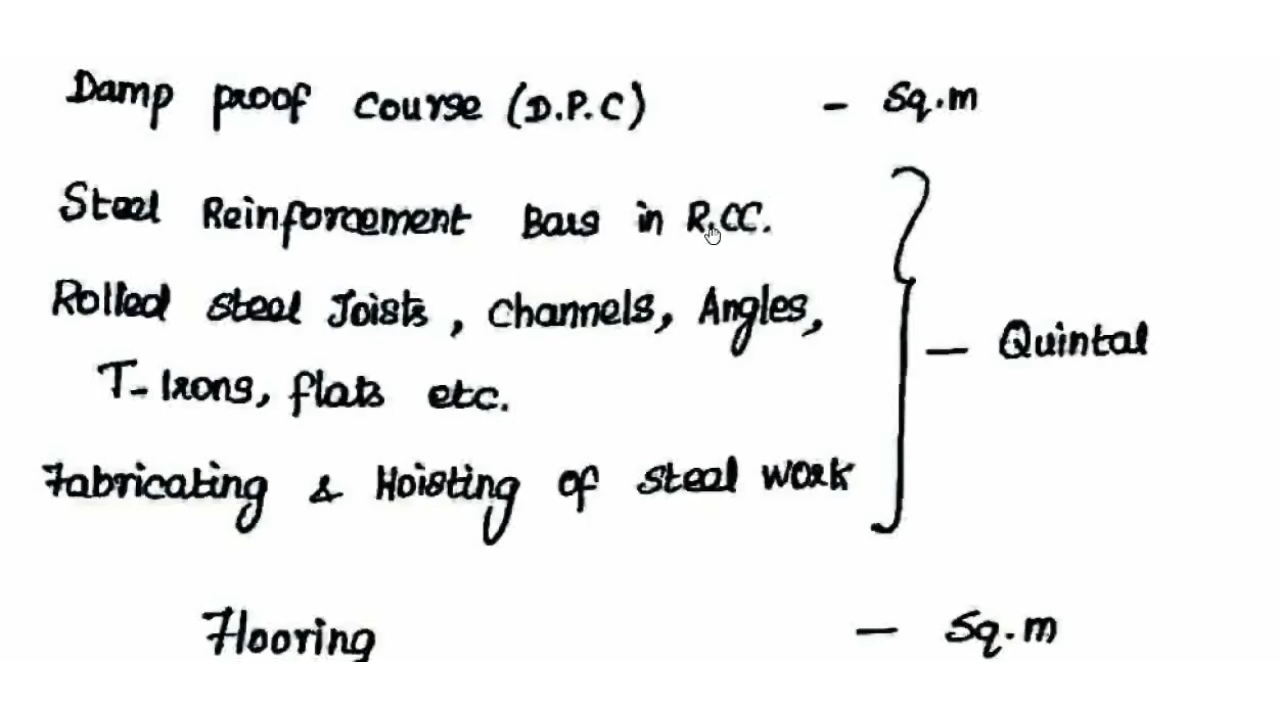 Damp proof course (D.P.C) - Sq.m
Steel Reinforcement Bars in R.CC.
Rolled steel Joists, channels, Angles,
T-Irons, flats etc.
— Quintal
Fabricating & Hoisting of steel work
Flooring — Sq.m